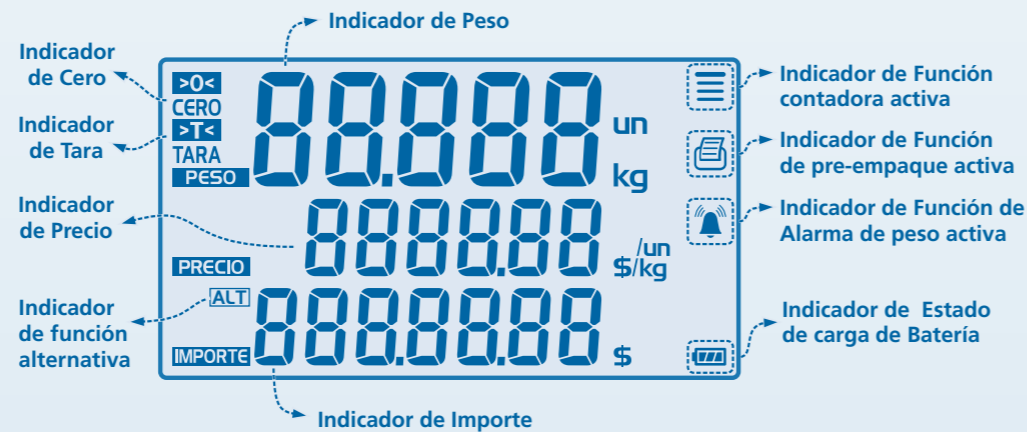 Indicador de Peso
Indicador
de Cero
Indicador
de Tara
Indicador
de Precio
Indicador
de función
alternativa
>0<
CERO
>T<
TARA
PESO
88.888
un
kg
PRECIO
8888.88
$/kg
/un
ALT
IMPORTE
888.88.88
$
Indicador de Función
contadora activa
Indicador de Función
de pre-empaque activa
Indicador de Función de
Alarma de peso activa
Indicador de Estado
de carga de Batería
Indicador de Importe